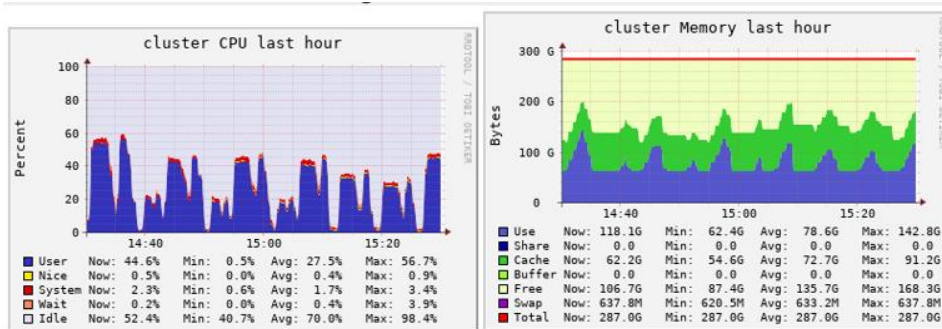 cluster CPU last hour
RRDTOOL / TOBI OETIKER
100
80
60
40
20
0
Percent
14:40 15:00 15:20
User Now: 44.6% Min: 0.5% Avg: 27.5% Max: 56.7%
Nice Now: 0.5% Min: 0.0% Avg: 0.4% Max: 0.9%
System Now: 2.3% Min: 0.6% Avg: 1.7% Max: 3.4%
Wait Now: 0.2% Min: 0.0% Avg: 0.4% Max: 3.9%
Idle Now: 52.4% Min: 40.7% Avg: 70.0% Max: 98.4%
cluster Memory last hour
300 G
200 G
100 G
0
Bytes
14:40 15:00 15:20
Use Now: 118.1G Min: 62.4G Avg: 78.6G Max: 142.8G
Share Now: 0.0 Min: 0.0 Avg: 0.0 Max: 0.0
Cache Now: 62.2G Min: 54.6G Avg: 72.7G Max: 91.2G
Buffer Now: 0.0 Min: 0.0 Avg: 0.0 Max: 0.0
Free Now: 106.7G Min: 87.4G Avg: 135.7G Max: 168.3G
Swap Now: 637.8M Min: 620.5M Avg: 633.2M Max: 637.8M
Total Now: 287.0G Min: 287.0G Avg: 287.0G Max: 287.0G